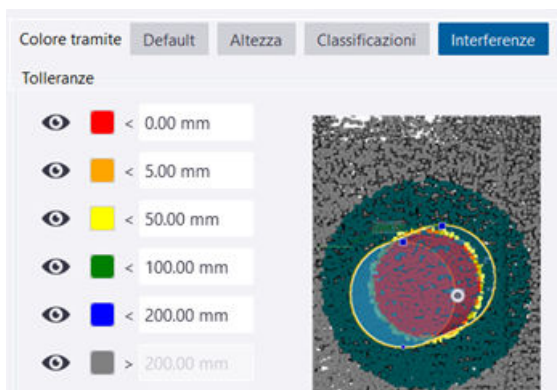 Colore tramite Default Altezza Classificazioni Interferenze
Tolleranze
< 0.00 mm
< 5.00 mm
< 50.00 mm
< 100.00 mm
< 200.00 mm
> 200.00 mm